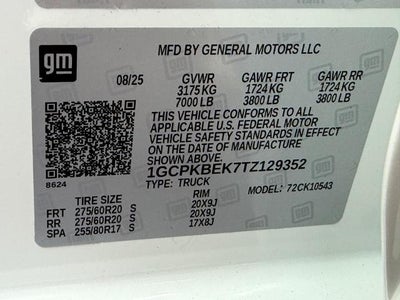 gm
MFD BY GENERAL MOTORS LLC
08/25 GVWR GAWR FRT GAWR RR
3175 KG 1724 KG 1724 KG
7000 LB 3800 LB 3800 LB
THIS VEHICLE CONFORMS TO ALL
APPLICABLE U.S. FEDERAL MOTOR
VEHICLE SAFETY STANDARDS IN
EFFECT ON THE DATE OF
MANUFACTURE SHOWN ABOVE.
1GCPKBEK7TZ129352
8624 TYPE: TRUCK MODEL: 72CK10543
TIRE SIZE RIM
FRT 275/60R20 S 20X9J
RR 275/60R20 S 20X9J
SPA 255/80R17 S 17X8J